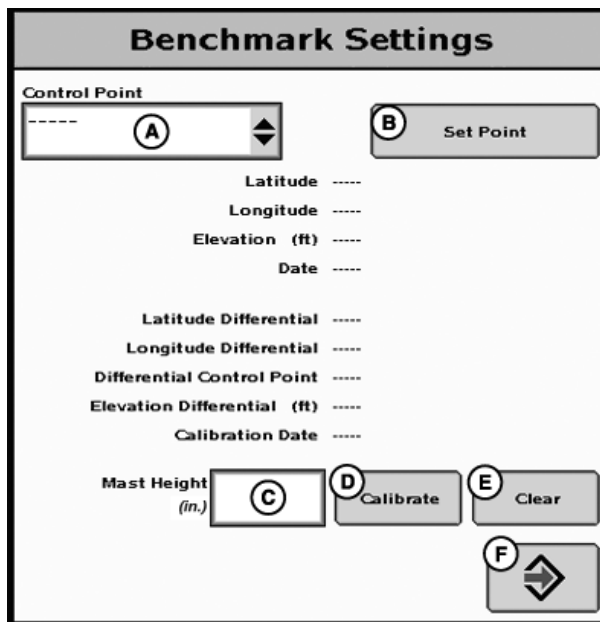 Benchmark Settings
Control Point
----- A
B Set Point
Latitude -----
Longitude -----
Elevation (ft) -----
Date -----
Latitude Differential -----
Longitude Differential -----
Differential Control Point -----
Elevation Differential (ft) -----
Calibration Date -----
Mast Height
(in.) C D Calibrate E Clear
F